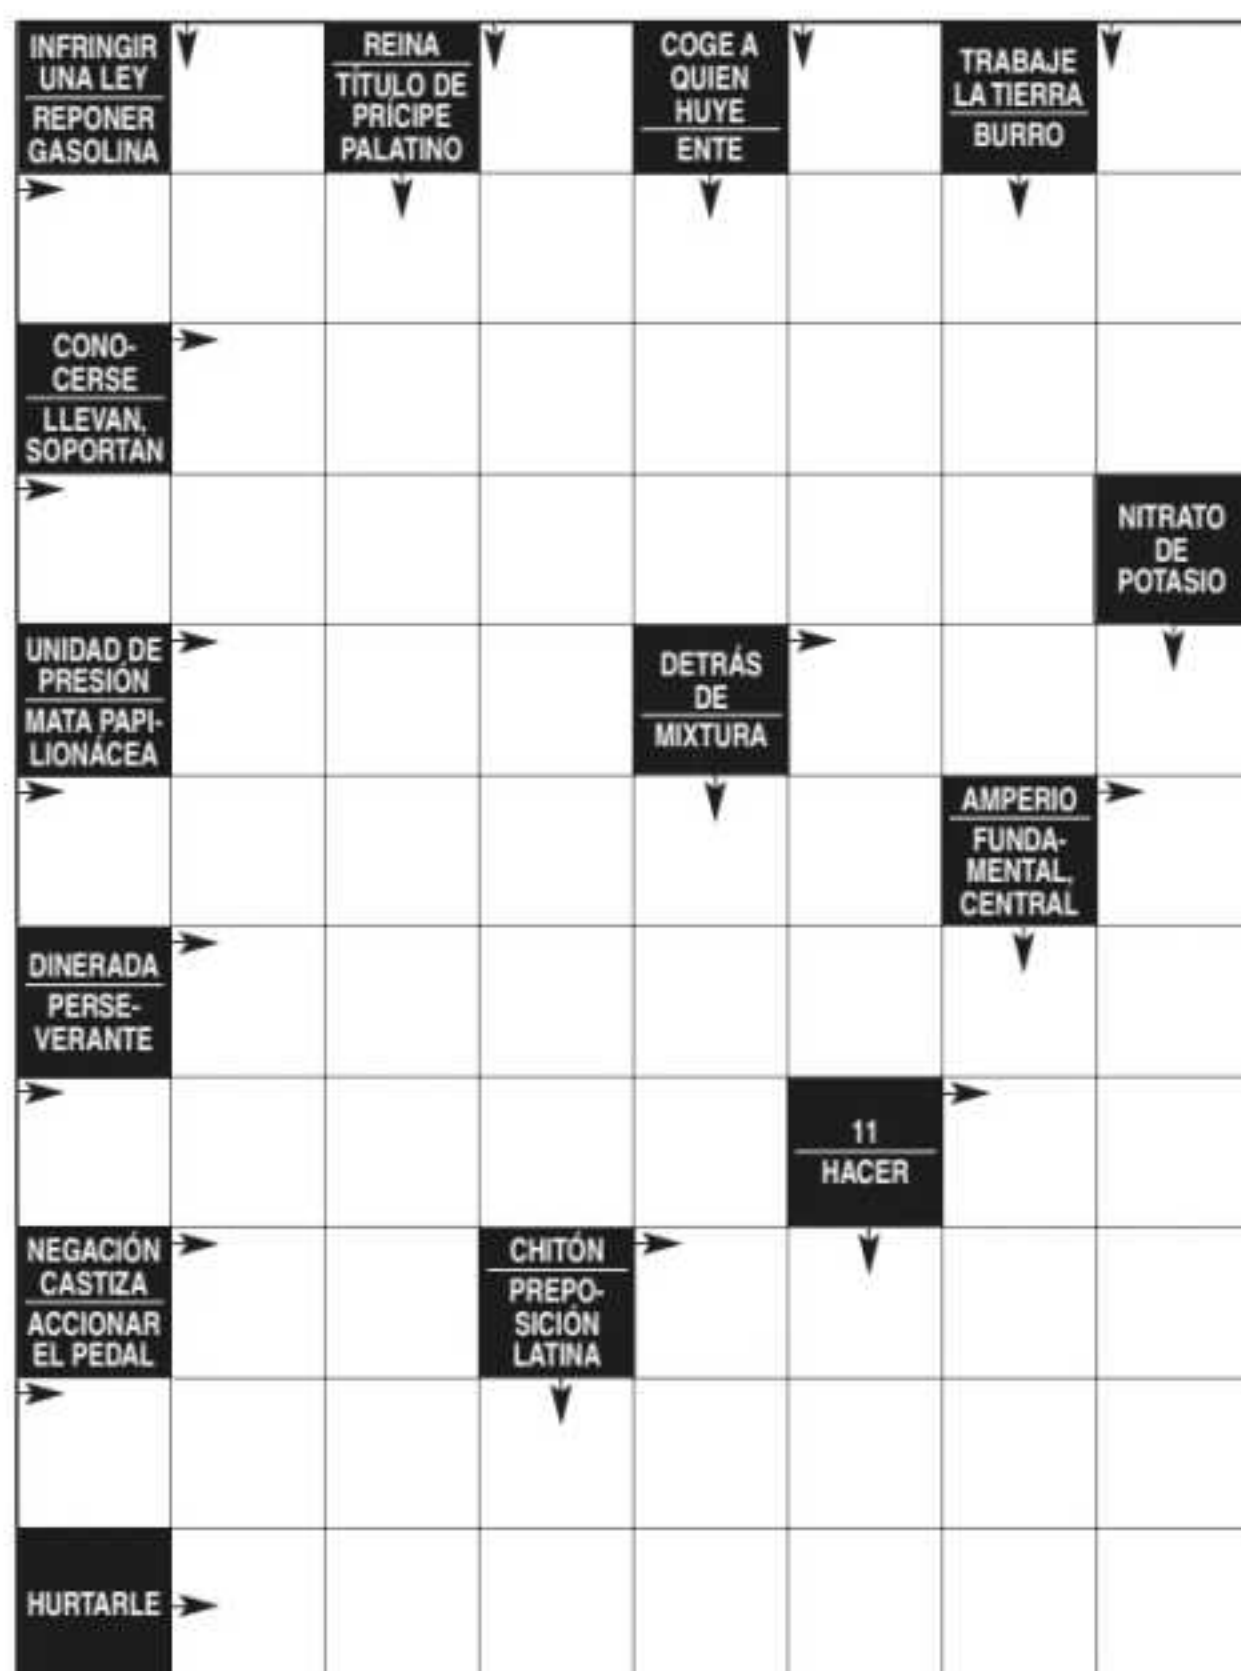 INFRINGIR
UNA LEY
REPONER
GASOLINA
REINA
TÍTULO DE
PRÍCIPE
PALATINO
COGE A
QUIEN
HUYE
ENTE
TRABAJE
LA TIERRA
BURRO
CONO-
CERSE
LLEVAN,
SOPORTAN
NITRATO
DE
POTASIO
UNIDAD DE
PRESIÓN
MATA PAPI-
LIONÁCEA
DETRÁS
DE
MIXTURA
AMPERIO
FUNDA-
MENTAL,
CENTRAL
DINERADA
PERSE-
VERANTE
11
HACER
NEGACIÓN
CASTIZA
ACCIONAR
EL PEDAL
CHITÓN
PREPO-
SICIÓN
LATINA
HURTARLE